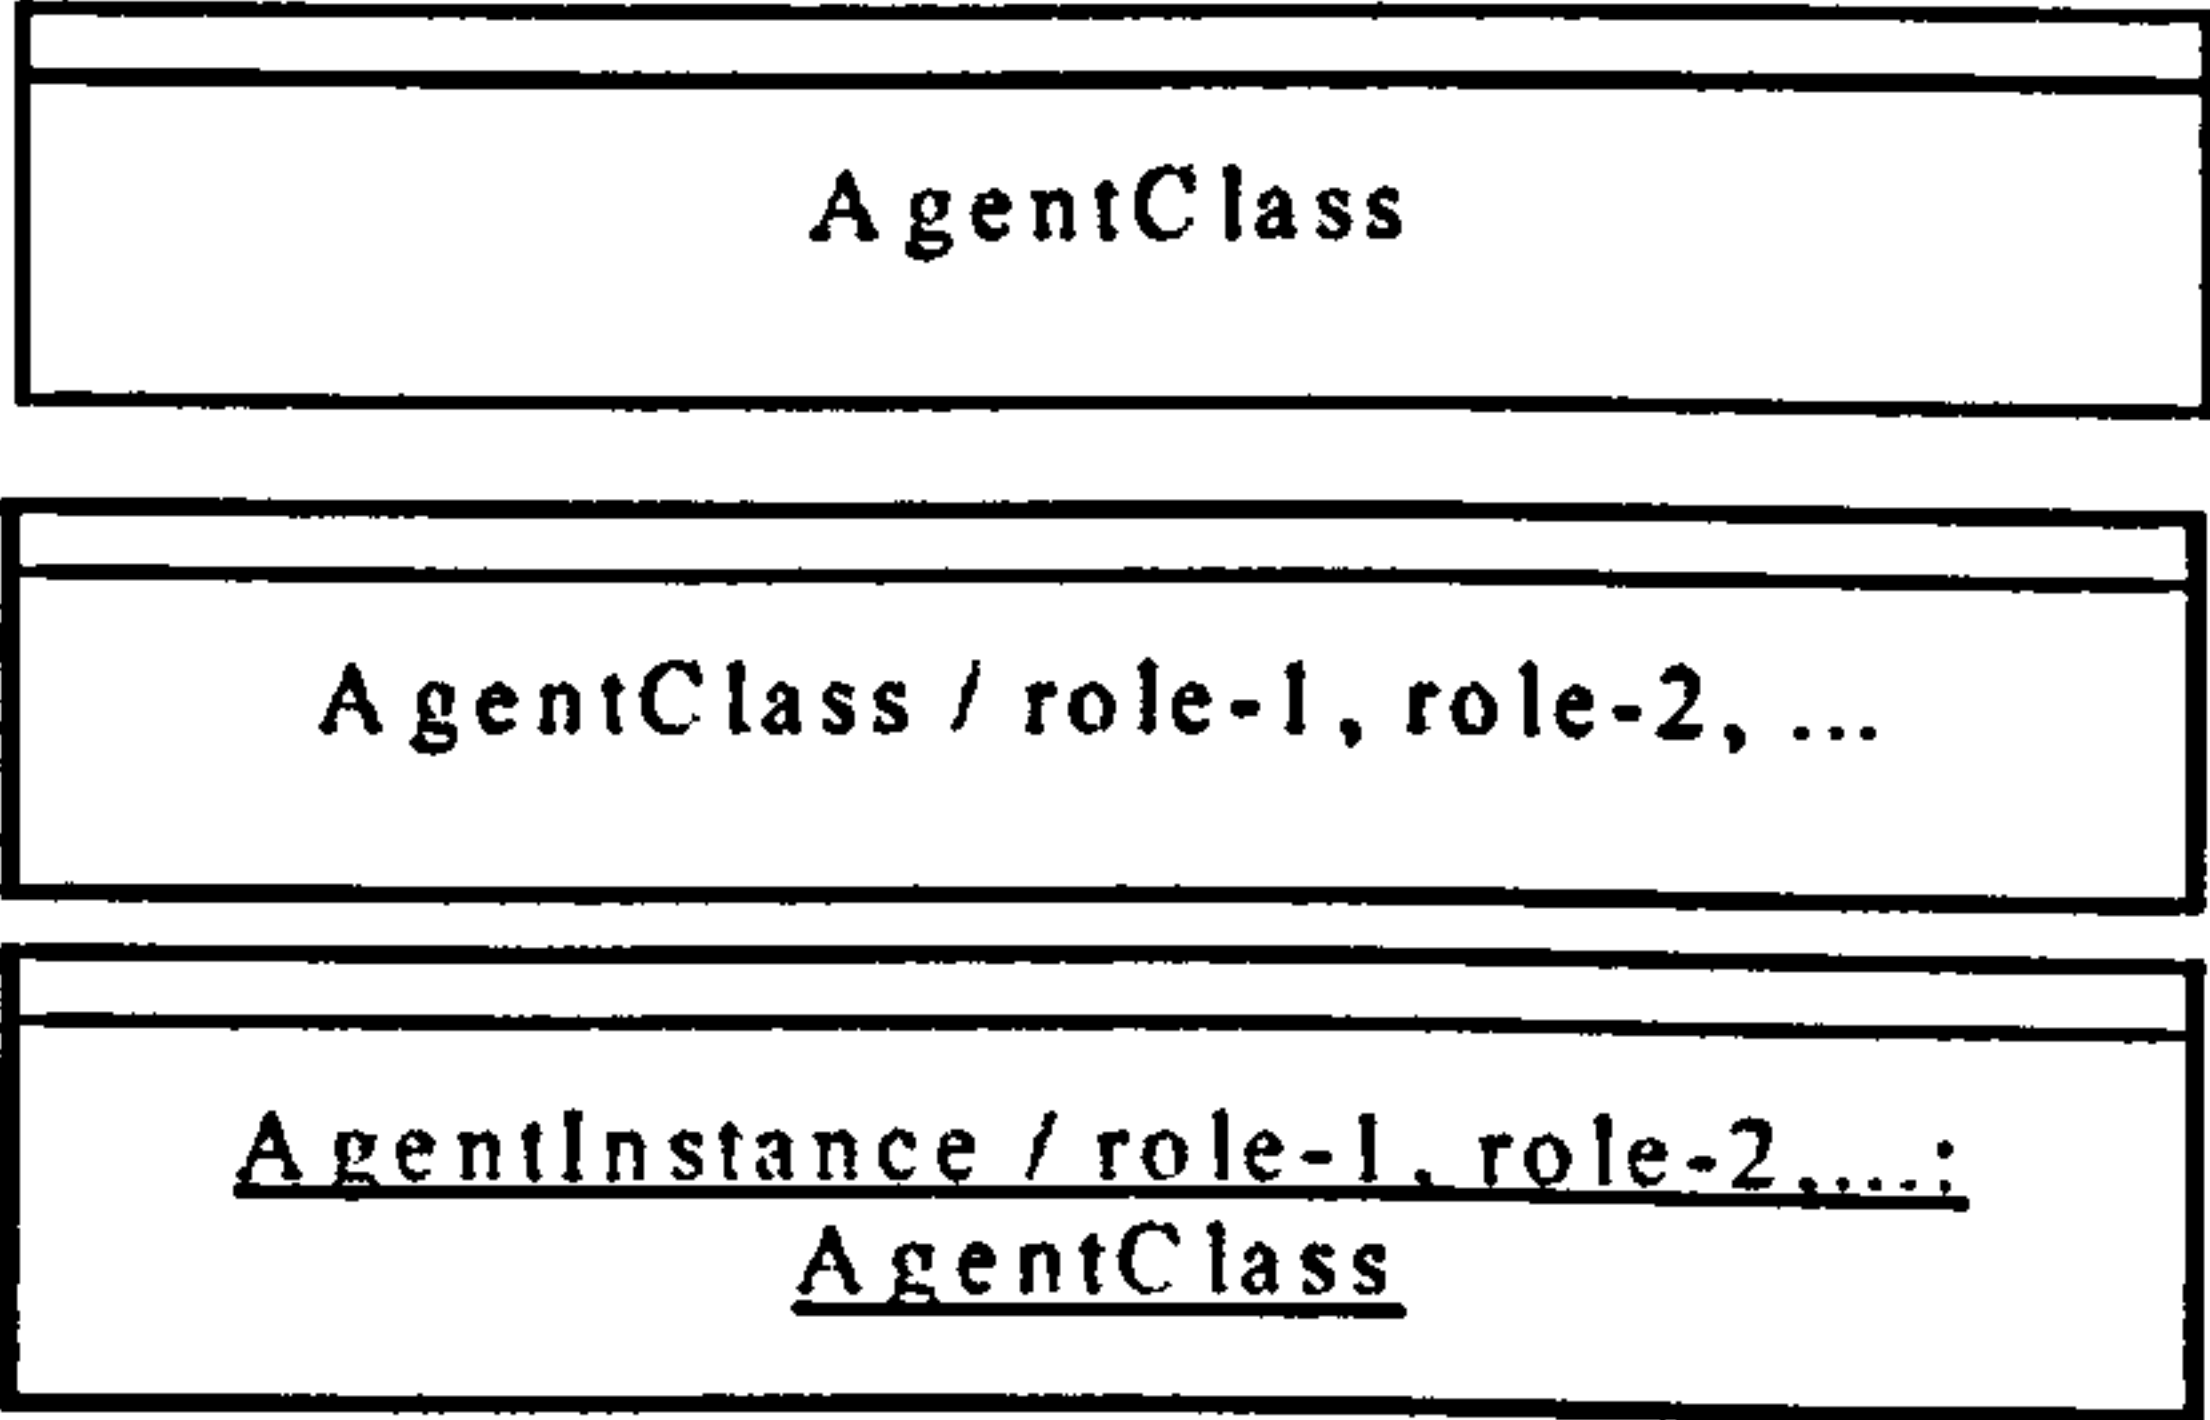 AgentClass
AgentClass / role-1, role-2, ...
AgentInstance / role-1, role-2,...:
AgentClass